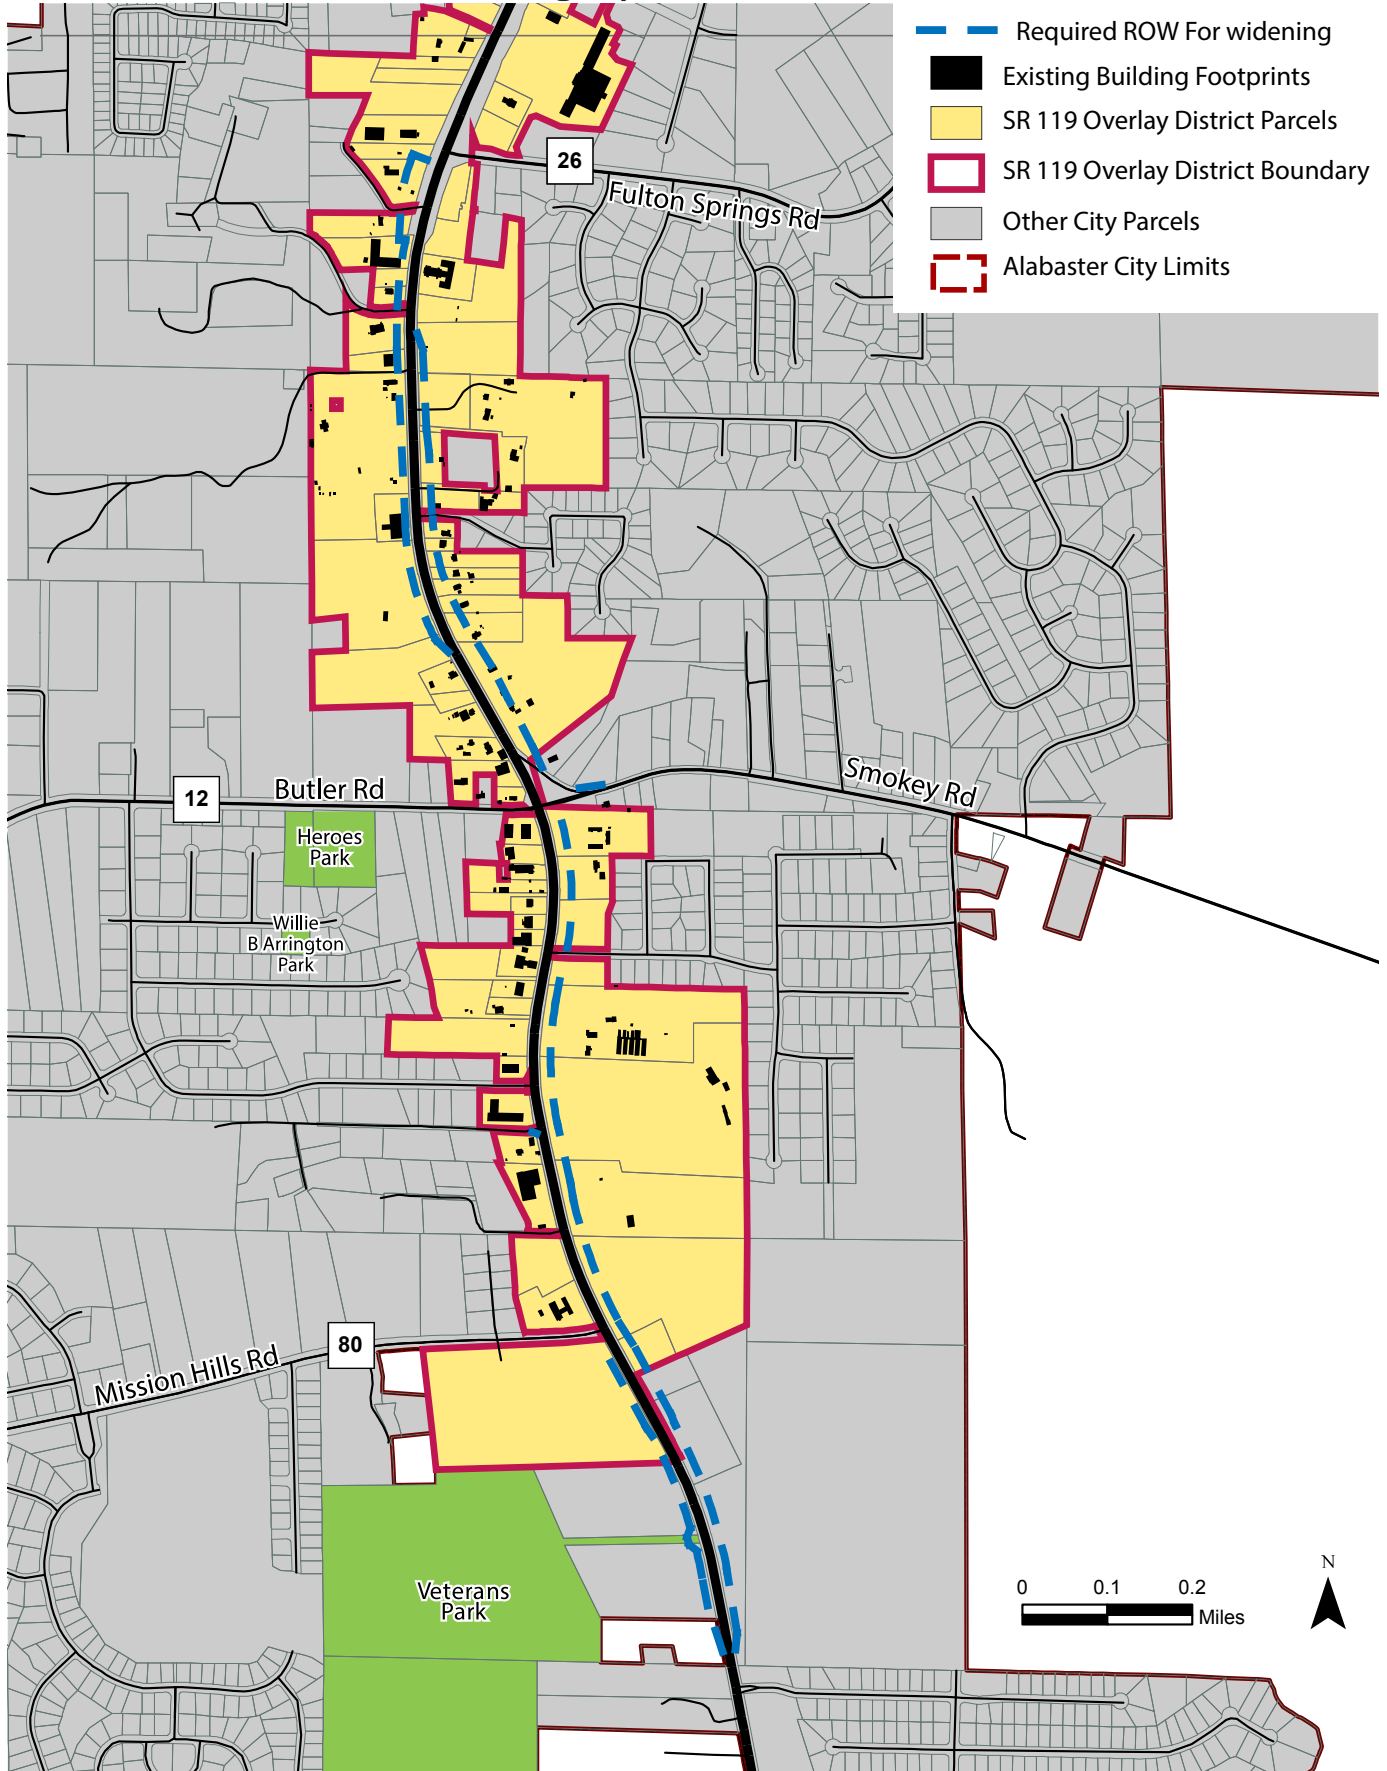 Required ROW For widening
Existing Building Footprints
SR 119 Overlay District Parcels
SR 119 Overlay District Boundary
Other City Parcels
Alabaster City Limits
26
Fulton Springs Rd
Smokey Rd
Butler Rd
12
Heroes
Park
Willie
B Arrington
Park
80
Mission Hills Rd
Veterans
Park
0 0.1 0.2
Miles
N